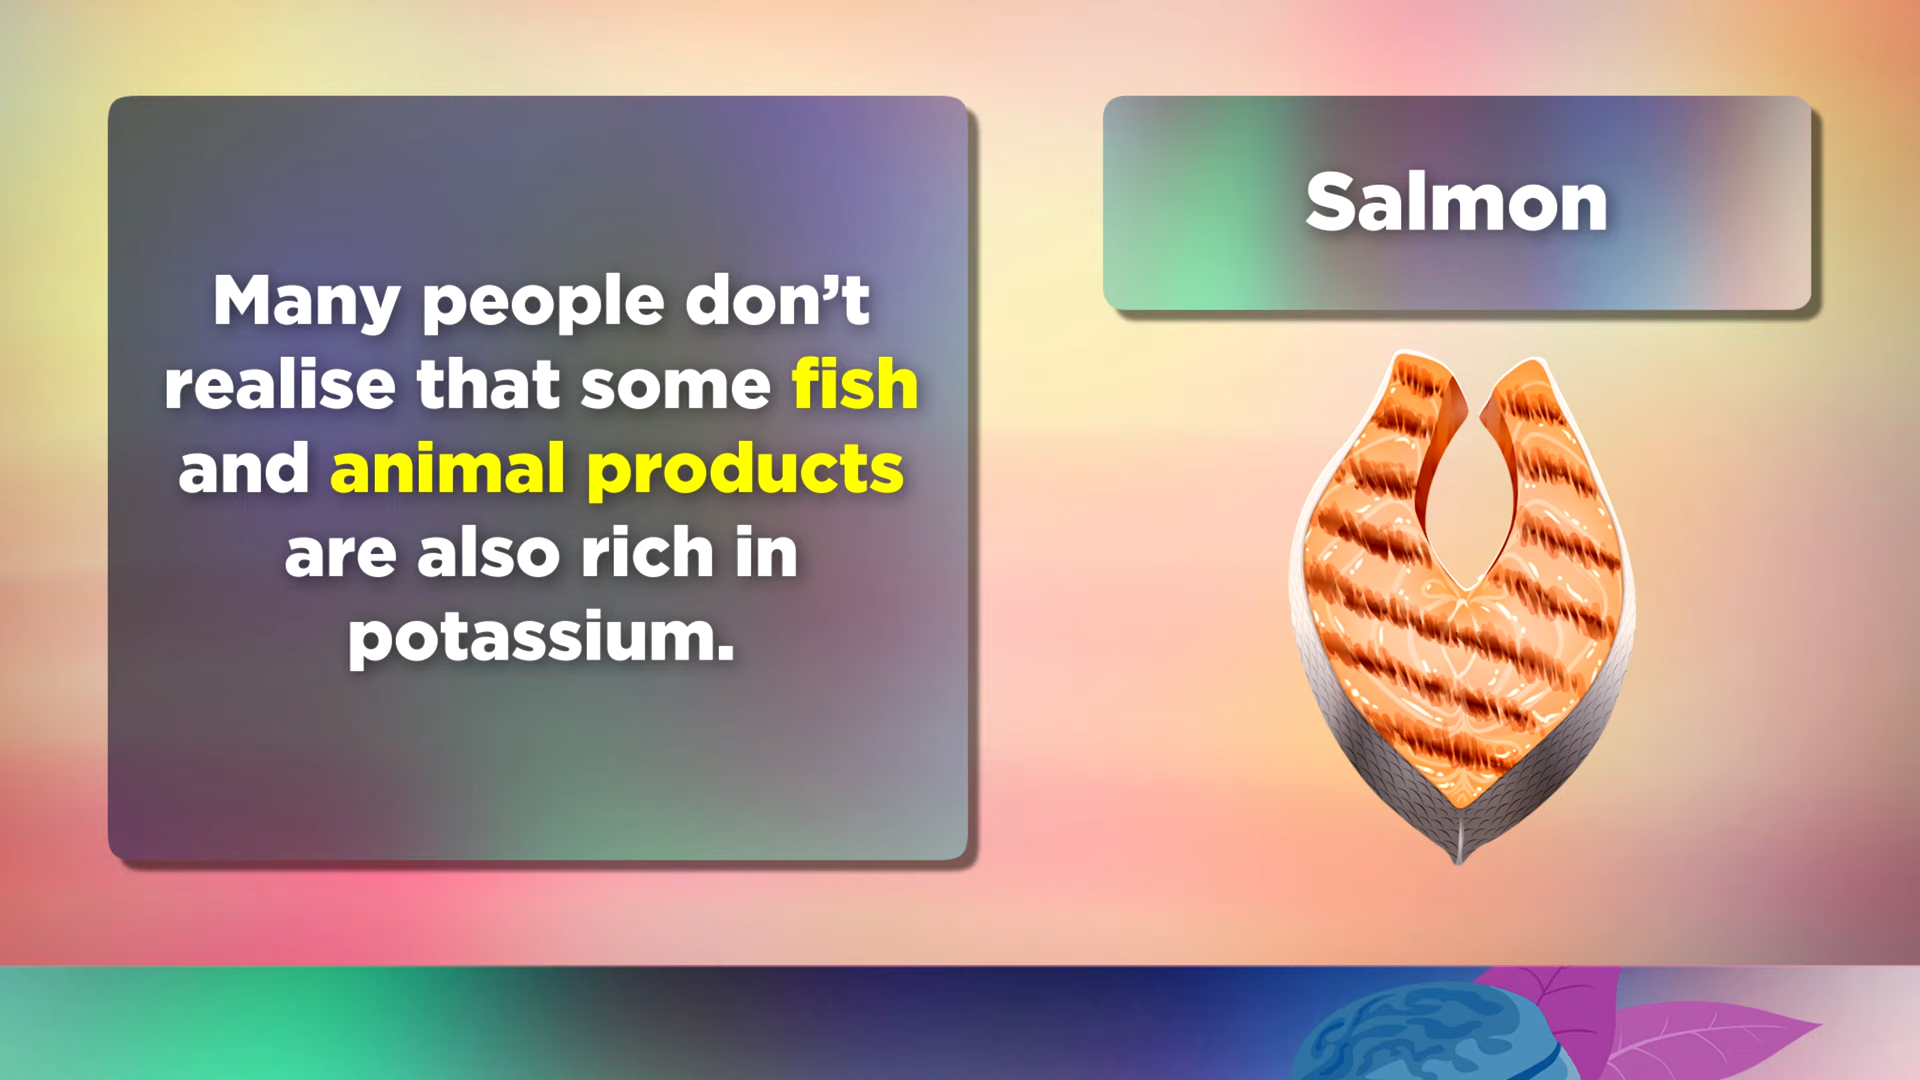 Many people don’t
realise that some fish
and animal products
are also rich in
potassium.
Salmon